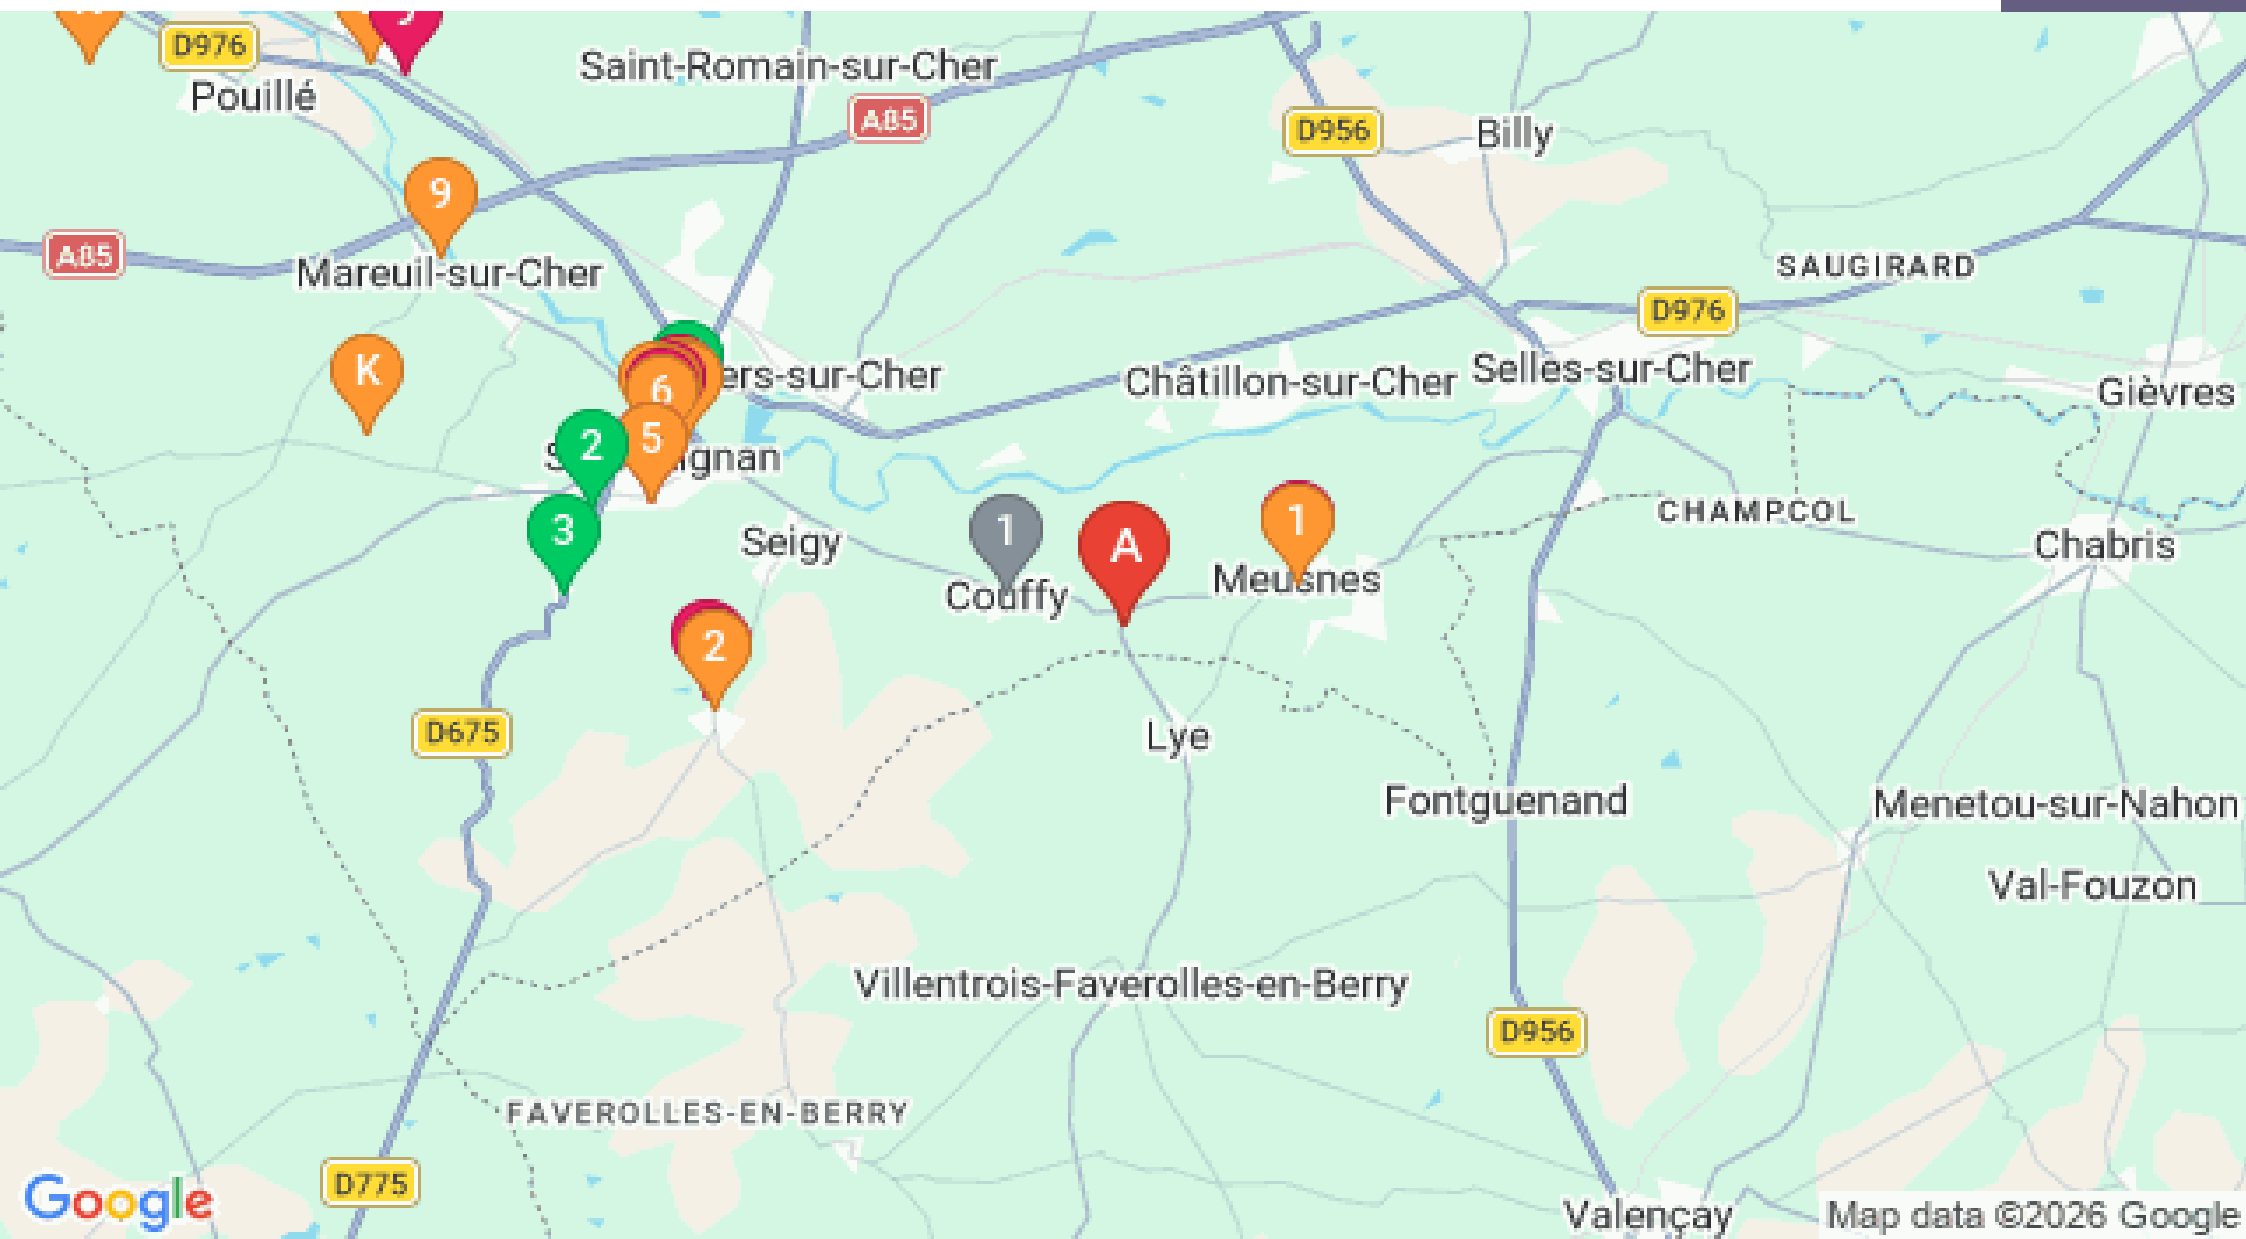 D976
Pouillé
Saint-Romain-sur-Cher
A85
D956
Billy
9
A85
Mareuil-sur-Cher
SAUGIRARD
D976
K
6
ers-sur-Cher
Châtillon-sur-Cher
Selles-sur-Cher
Gièvres
2
5
ignan
3
Seigy
1
Couffy
A
1
Meusnes
CHAMPCOL
Chabris
2
D675
Lye
Fontguenand
Menetou-sur-Nahon
Val-Fouzon
Villentrois-Faverolles-en-Berry
D956
FAVEROLLES-EN-BERRY
D775
Google
Valençay
Map data ©2026 Google